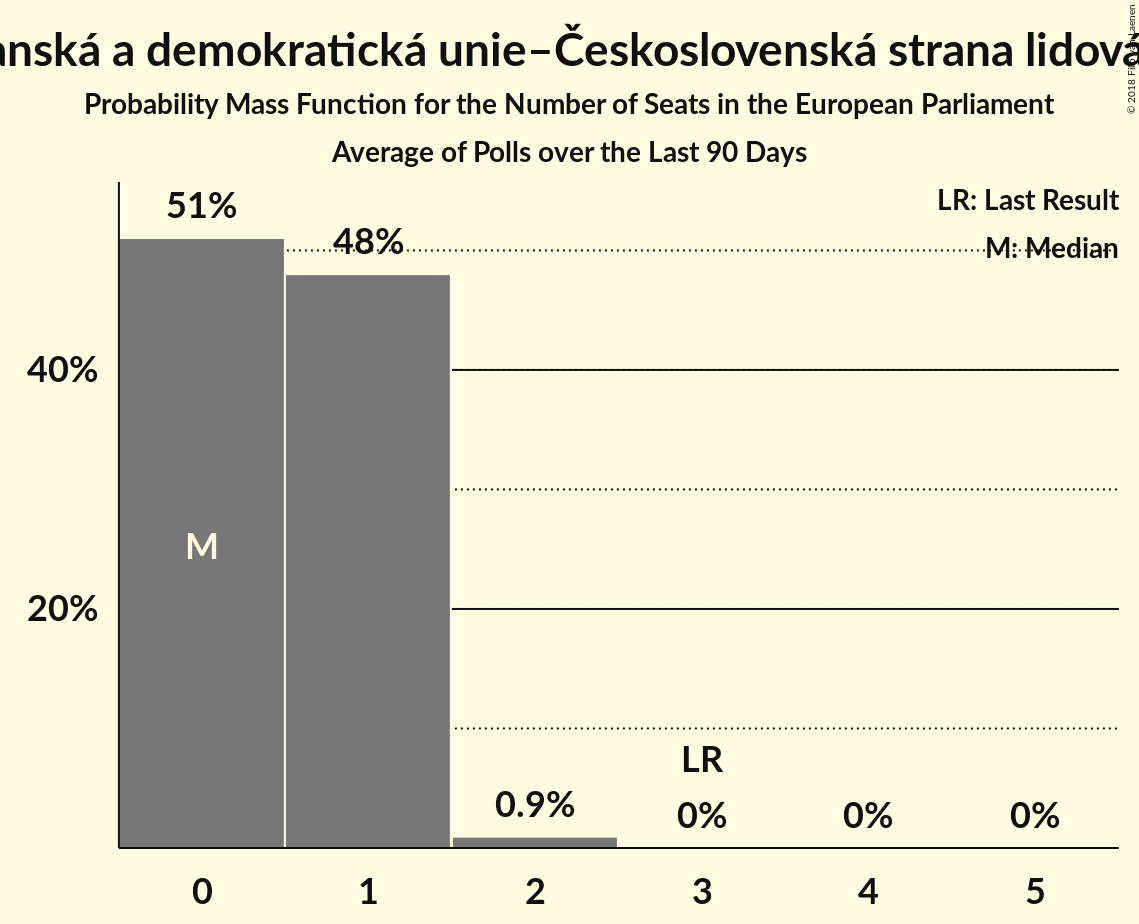 anská a demokratická unie–Československá strana lidová
Probability Mass Function for the Number of Seats in the European Parliament
Average of Polls over the Last 90 Days
LR: Last Result
M: Median
51%
48%
40%
20%
M
LR
0.9%
0%
0%
0%
0
1
2
3
4
5
© 2018 Filip van Laenen